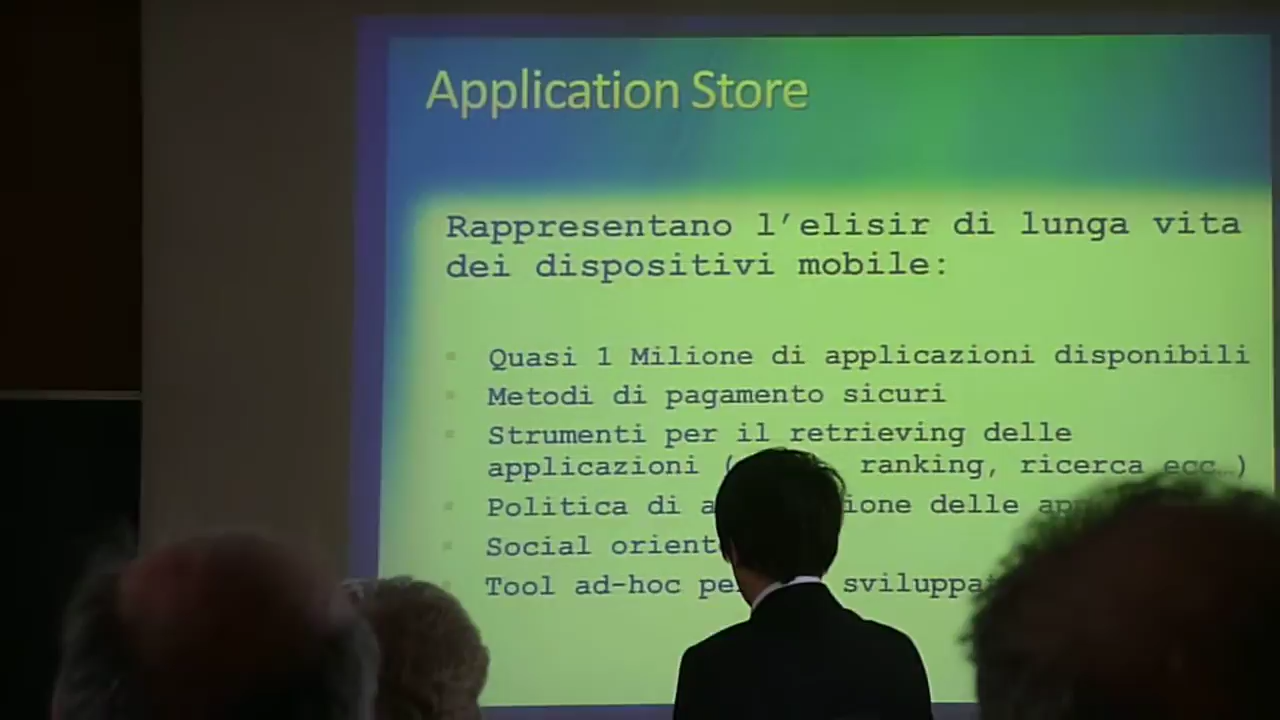 Application Store
Rappresentano l'elisir di lunga vita
dei dispositivi mobile:
Quasi 1 Milione di applicazioni disponibili
Metodi di pagamento sicuri
Strumenti per il retrieving delle
applicazioni ( ranking, ricerca ecc…)
Politica di delle
Social
Tool ad-hoc